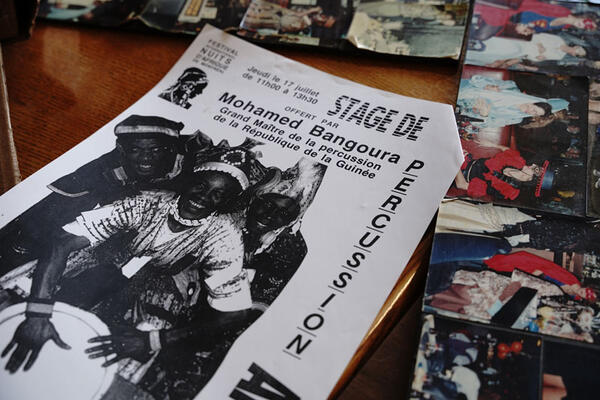 FESTIVAL
NUITS
D'AFRIQUE
Jeudi le 17 juillet
de 11h00 à 13h30
OFFERT PAR
Mohamed Bangoura
Grand Maître de la percussion
de la République de la Guinée
STAGE DE
PERCUSSION